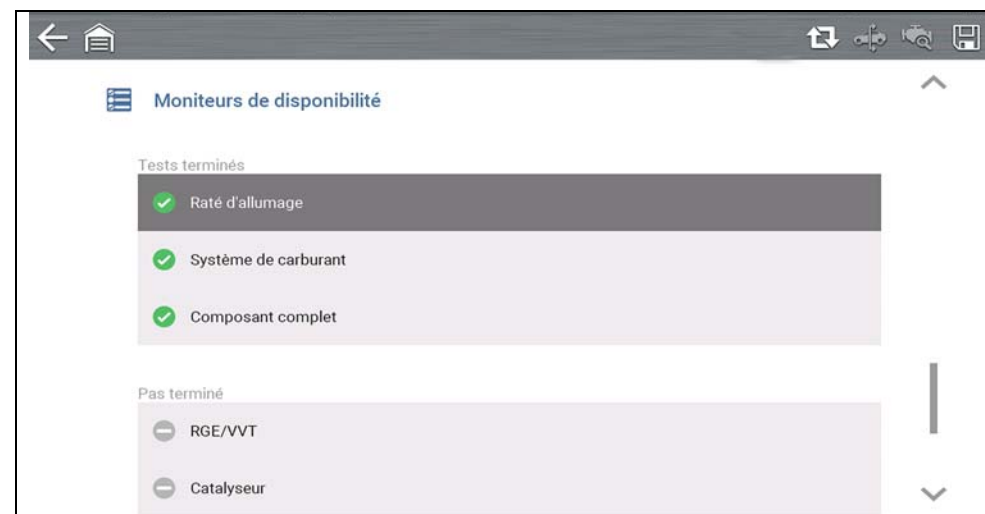 Moniteurs de disponibilité
Tests terminés
Raté d'allumage
Système de carburant
Composant complet
Pas terminé
RGE/VVT
Catalyseur